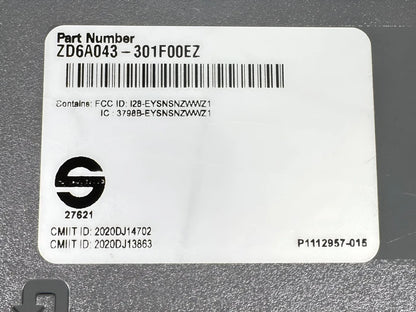 Part Number
ZD6A043-301F00EZ
Contains: FCC ID: I28-EYSNSNZWWZ1
IC : 3798B-EYSNSNZWWZ1
27621
CMIIT ID: 2020DJ14702
CMIIT ID: 2020DJ13863
P1112957-015